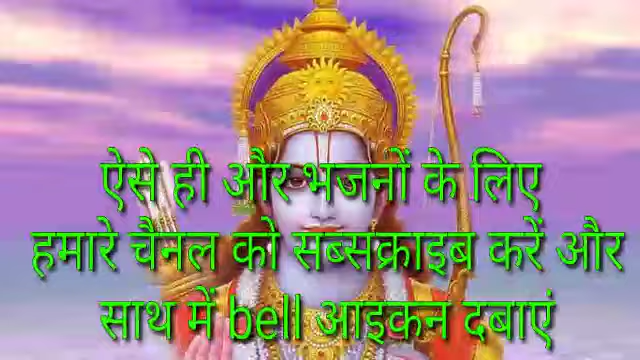 ऐसे ही और भजनों के लिए
हमारे चैनल को सब्सक्राइब करें और
साथ में bell आइकन दबाएं